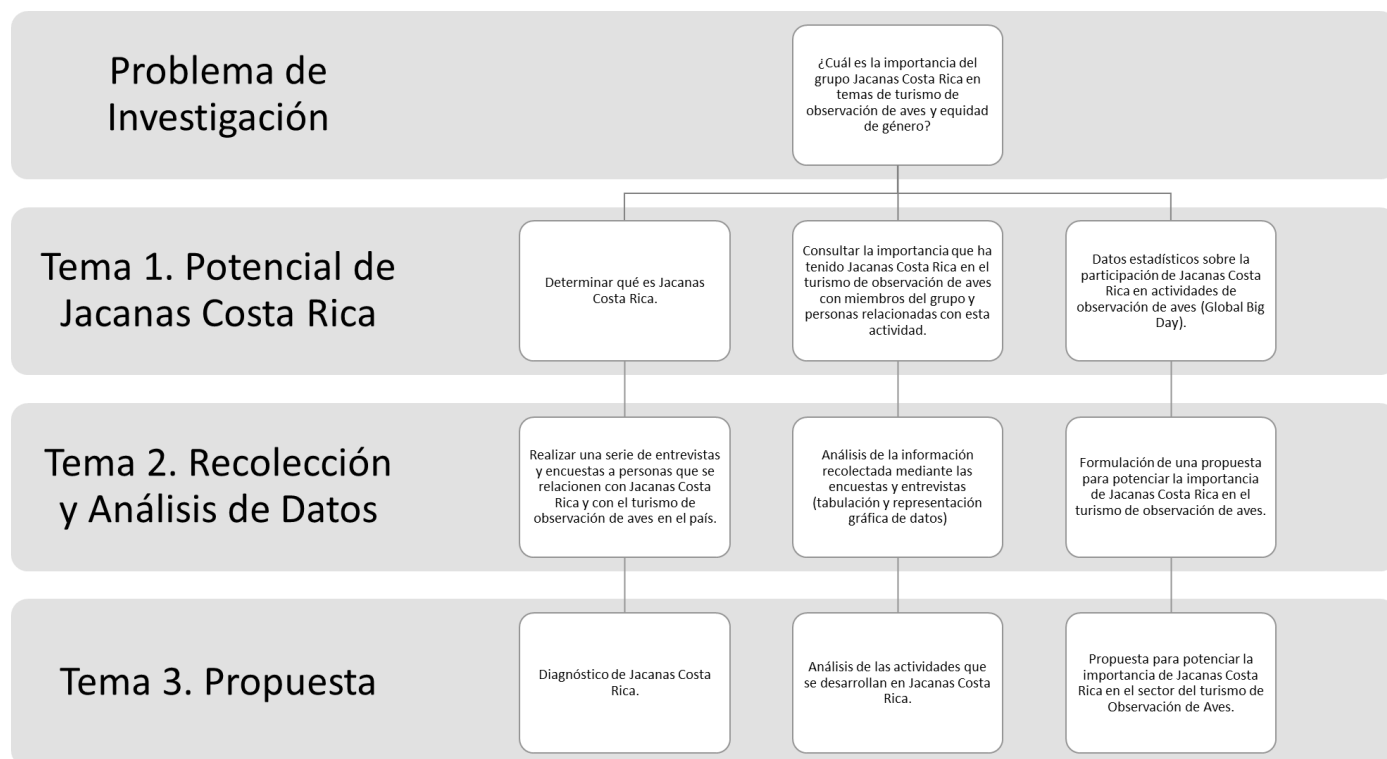 Problema de
Investigación
¿Cuál es la importancia del
grupo Jacanas Costa Rica en
temas de turismo de
observación de aves y equidad
de género?
Tema 1. Potencial de
Jacanas Costa Rica
Determinar qué es Jacanas
Costa Rica.
Consultar la importancia que ha
tenido Jacanas Costa Rica en el
turismo de observación de aves
con miembros del grupo y
personas relacionadas con esta
actividad.
Datos estadísticos sobre la
participación de Jacanas Costa
Rica en actividades de
observación de aves (Global Big
Day).
Tema 2. Recolección
y Análisis de Datos
Realizar una serie de entrevistas
y encuestas a personas que se
relacionen con Jacanas Costa
Rica y con el turismo de
observación de aves en el país.
Análisis de la información
recolectada mediante las
encuestas y entrevistas
(tabulación y representación
gráfica de datos)
Formulación de una propuesta
para potenciar la importancia
de Jacanas Costa Rica en el
turismo de observación de aves.
Tema 3. Propuesta
Diagnóstico de Jacanas Costa
Rica.
Análisis de las actividades que
se desarrollan en Jacanas Costa
Rica.
Propuesta para potenciar la
importancia de Jacanas Costa
Rica en el sector del turismo de
Observación de Aves.